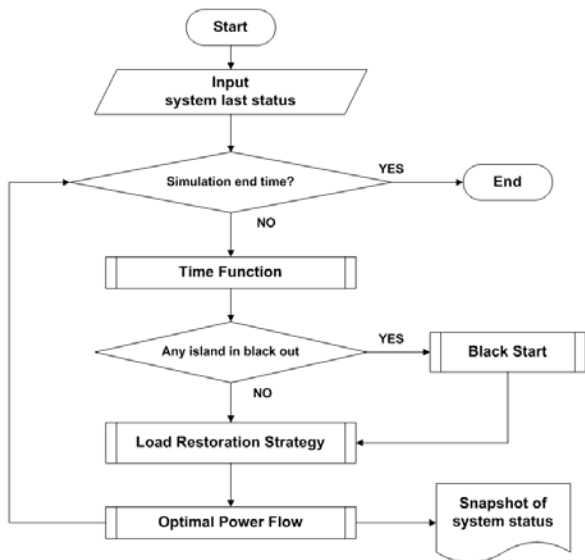 Start
Input
system last status
Simulation end time?
YES
End
NO
Time Function
Any island in black out
YES
Black Start
NO
Load Restoration Strategy
Optimal Power Flow
Snapshot of
system status